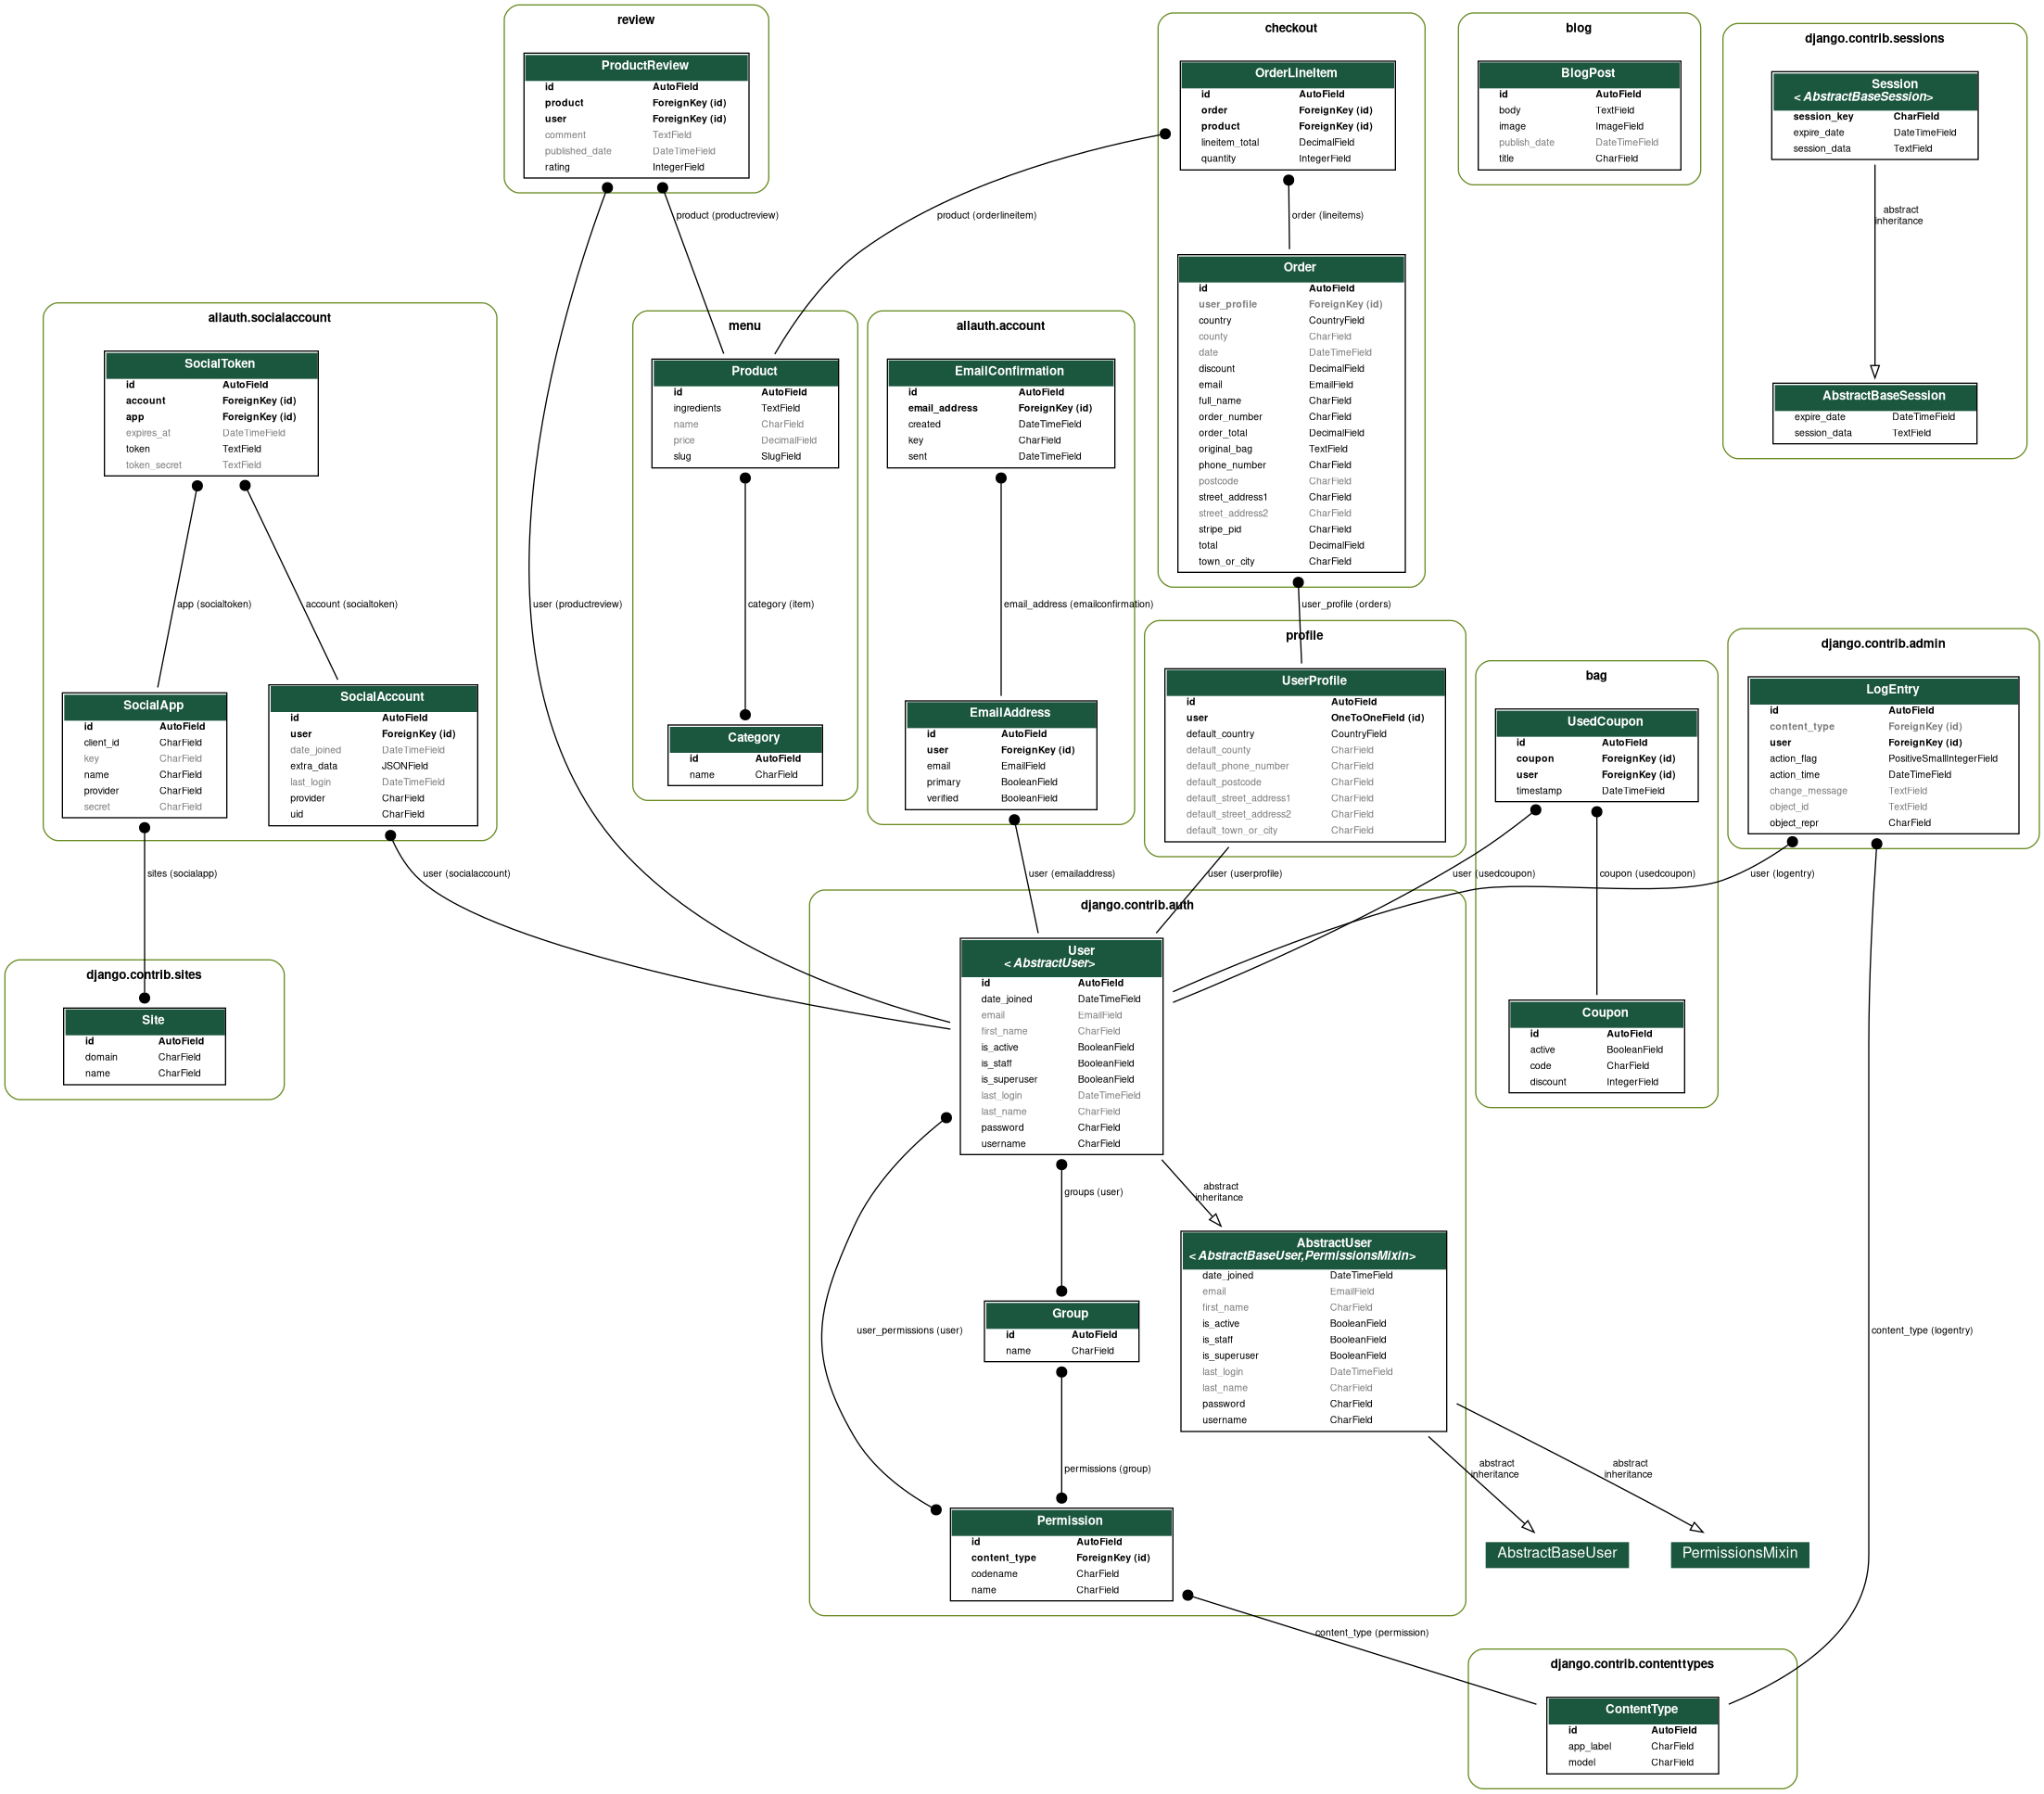 review
ProductReview
id AutoField
product ForeignKey (id)
user ForeignKey (id)
comment TextField
published_date DateTimeField
rating IntegerField
checkout
OrderLineItem
id AutoField
order ForeignKey (id)
product ForeignKey (id)
lineitem_total DecimalField
quantity IntegerField
blog
BlogPost
id AutoField
body TextField
image ImageField
publish_date DateTimeField
title CharField
django.contrib.sessions
Session
< AbstractBaseSession>
session_key CharField
expire_date DateTimeField
session_data TextField
product (productreview)
product (orderlineitem)
order (lineitems)
abstract
inheritance
Order
id AutoField
user_profile ForeignKey (id)
country CountryField
county CharField
date DateTimeField
discount DecimalField
email EmailField
full_name CharField
order_number CharField
order_total DecimalField
original_bag TextField
phone_number CharField
postcode CharField
street_address1 CharField
street_address2 CharField
stripe_pid CharField
total DecimalField
town_or_city CharField
allauth.socialaccount
SocialToken
id AutoField
account ForeignKey (id)
app ForeignKey (id)
expires_at DateTimeField
token TextField
token_secret TextField
menu
Product
id AutoField
ingredients TextField
name CharField
price DecimalField
slug SlugField
allauth.account
EmailConfirmation
id AutoField
email_address ForeignKey (id)
created DateTimeField
key CharField
sent DateTimeField
AbstractBaseSession
expire_date DateTimeField
session_data TextField
app (socialtoken)
account (socialtoken)
user (productreview)
category (item)
email_address (emailconfirmation)
user_profile (orders)
SocialApp
id AutoField
client_id CharField
key CharField
name CharField
provider CharField
secret CharField
SocialAccount
id AutoField
user ForeignKey (id)
date_joined DateTimeField
extra_data JSONField
last_login DateTimeField
provider CharField
uid CharField
Category
id AutoField
name CharField
EmailAddress
id AutoField
user ForeignKey (id)
email EmailField
primary BooleanField
verified BooleanField
profile
UserProfile
id AutoField
user OneToOneField (id)
default_country CountryField
default_county CharField
default_phone_number CharField
default_postcode CharField
default_street_address1 CharField
default_street_address2 CharField
default_town_or_city CharField
bag
UsedCoupon
id AutoField
coupon ForeignKey (id)
user ForeignKey (id)
timestamp DateTimeField
django.contrib.admin
LogEntry
id AutoField
content_type ForeignKey (id)
user ForeignKey (id)
action_flag PositiveSmallIntegerField
action_time DateTimeField
change_message TextField
object_id TextField
object_repr CharField
sites (socialapp)
user (socialaccount)
user (emailaddress)
user (userprofile)
user (usedcoupon)
coupon (usedcoupon)
user (logentry)
django.contrib.sites
Site
id AutoField
domain CharField
name CharField
django.contrib.auth
User
< AbstractUser>
id AutoField
date_joined DateTimeField
email EmailField
first_name CharField
is_active BooleanField
is_staff BooleanField
is_superuser BooleanField
last_login DateTimeField
last_name CharField
password CharField
username CharField
Coupon
id AutoField
active BooleanField
code CharField
discount IntegerField
groups (user)
abstract
inheritance
user_permissions (user)
Group
id AutoField
name CharField
AbstractUser
< AbstractBaseUser,PermissionsMixin>
date_joined DateTimeField
email EmailField
first_name CharField
is_active BooleanField
is_staff BooleanField
is_superuser BooleanField
last_login DateTimeField
last_name CharField
password CharField
username CharField
content_type (logentry)
permissions (group)
abstract
inheritance
abstract
inheritance
Permission
id AutoField
content_type ForeignKey (id)
codename CharField
name CharField
AbstractBaseUser
PermissionsMixin
content_type (permission)
django.contrib.contenttypes
ContentType
id AutoField
app_label CharField
model CharField